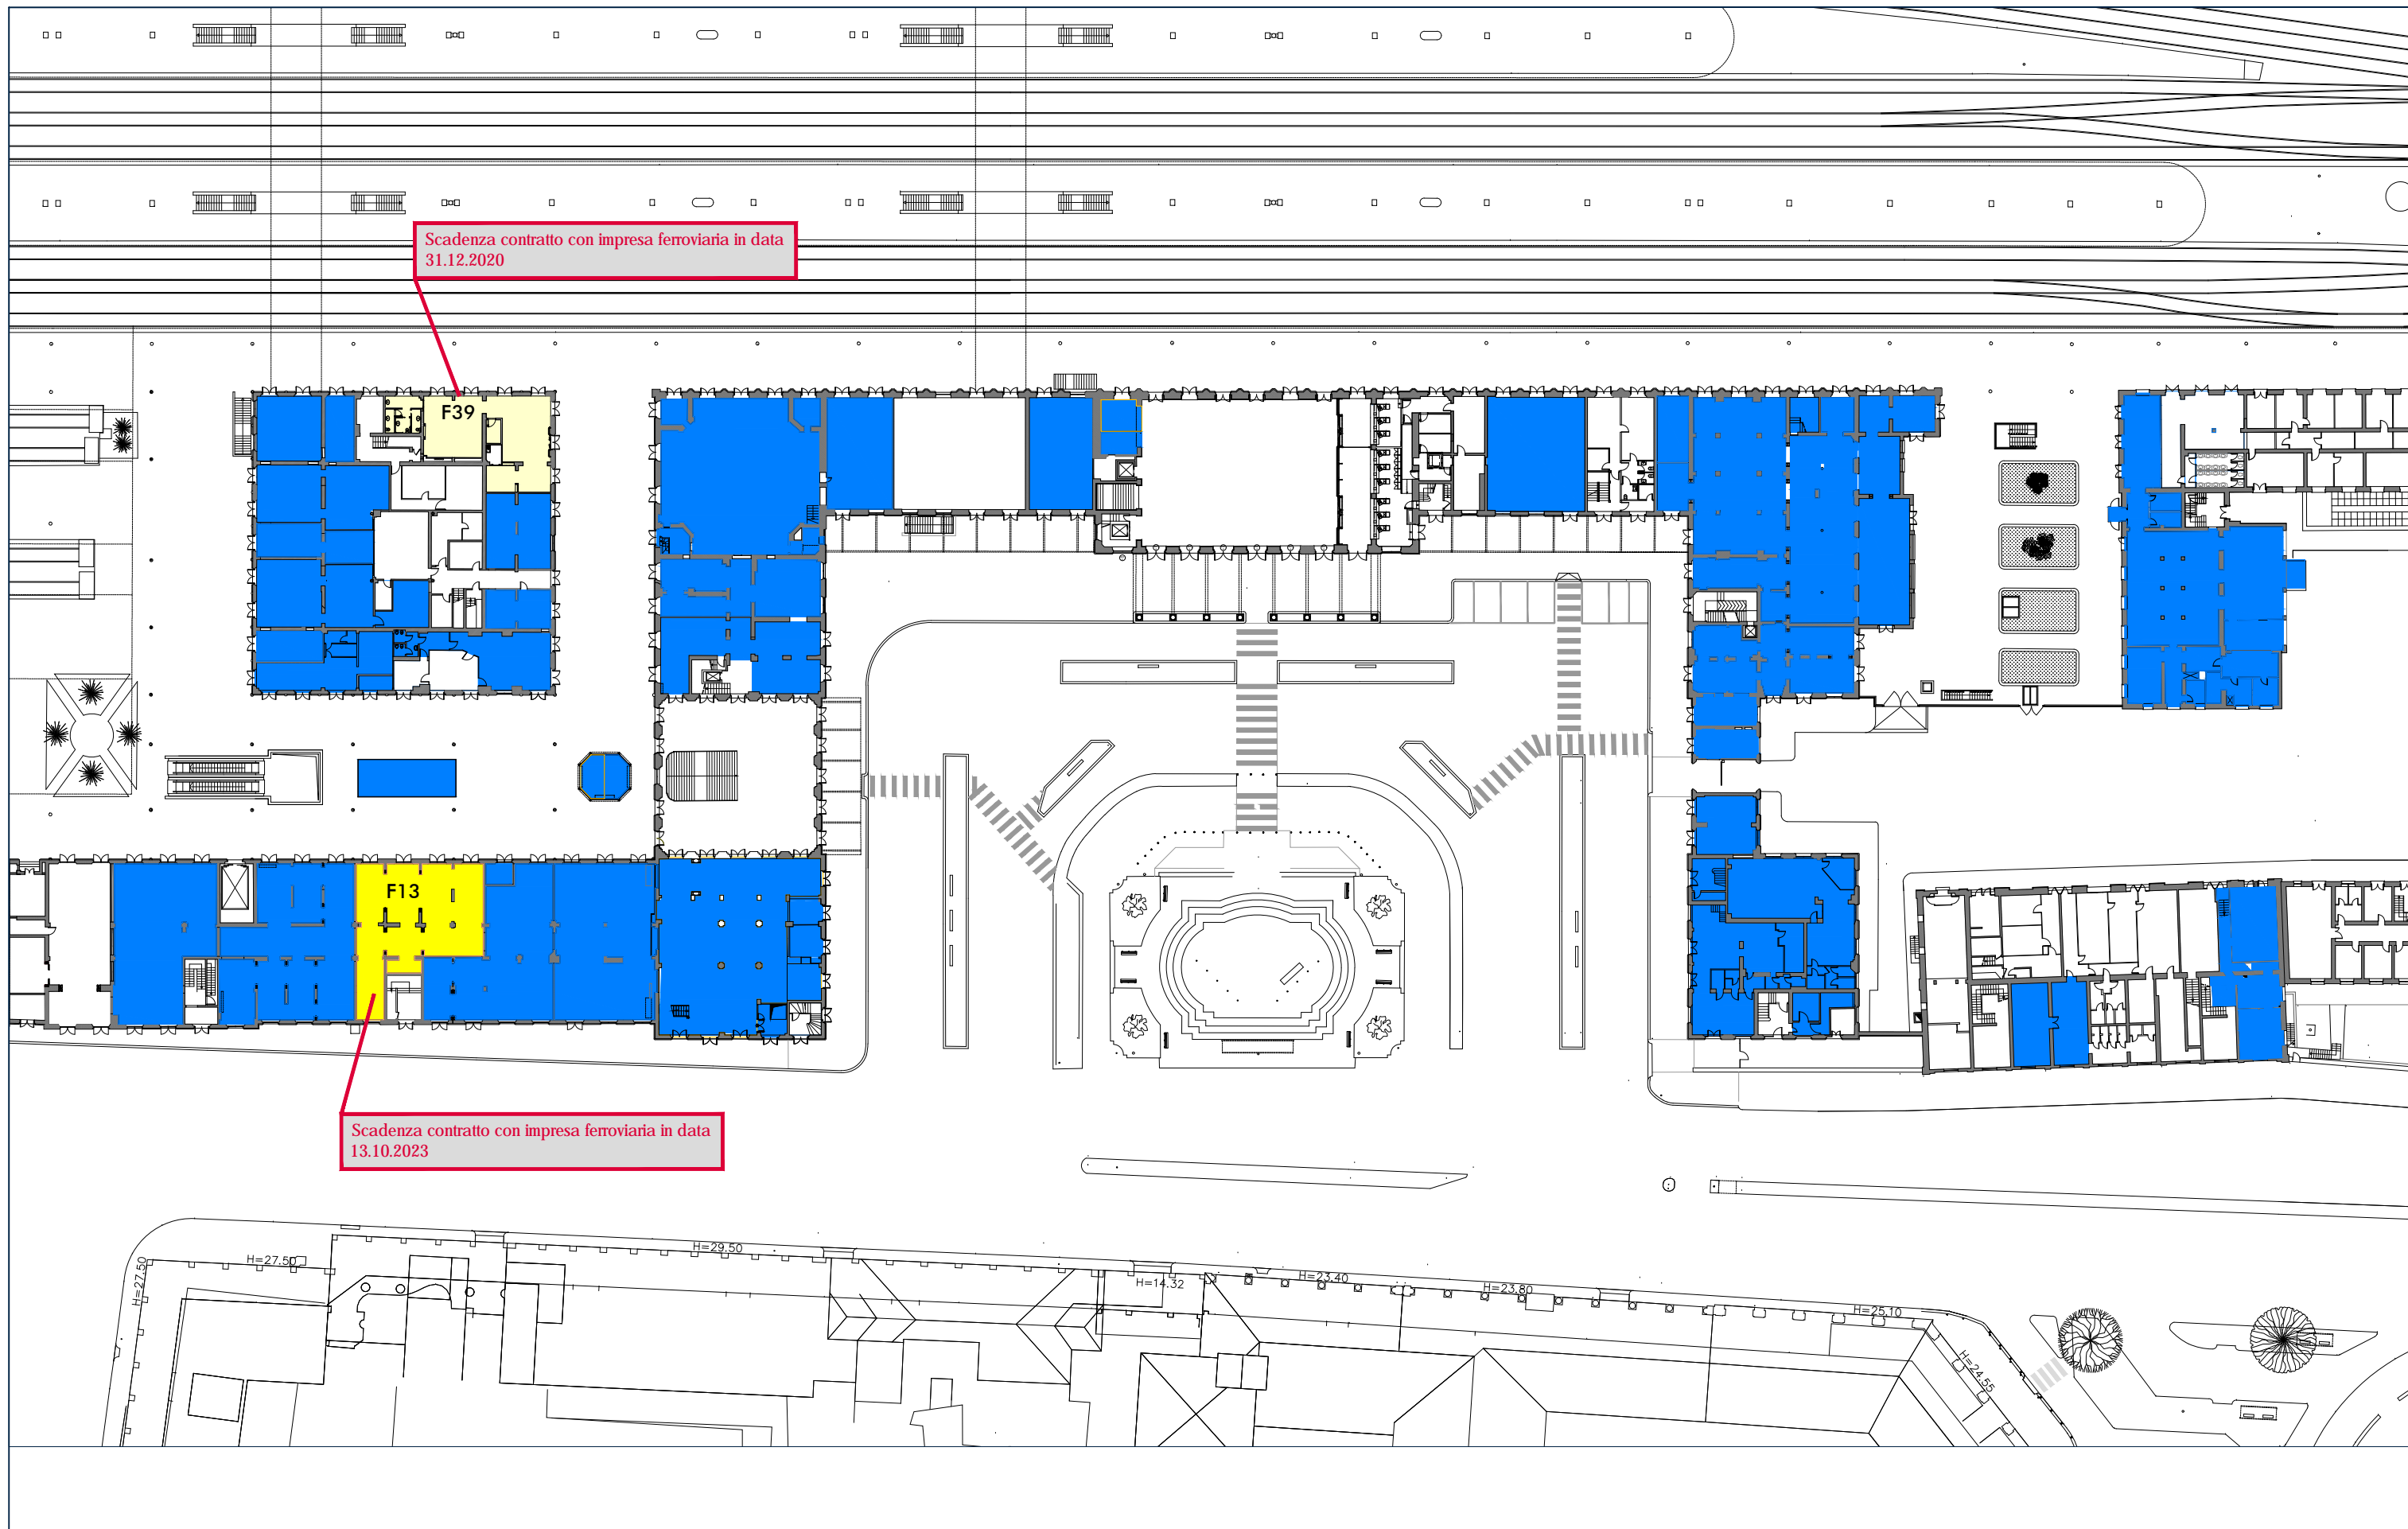 Scadenza contratto con impresa ferroviaria in data
31.12.2020
F39
F13
Scadenza contratto con impresa ferroviaria in data
13.10.2023
H=27.50
H=27.50
H=29.50
H=14.32
H=23.40
H=23.80
H=25.10
H=24.55